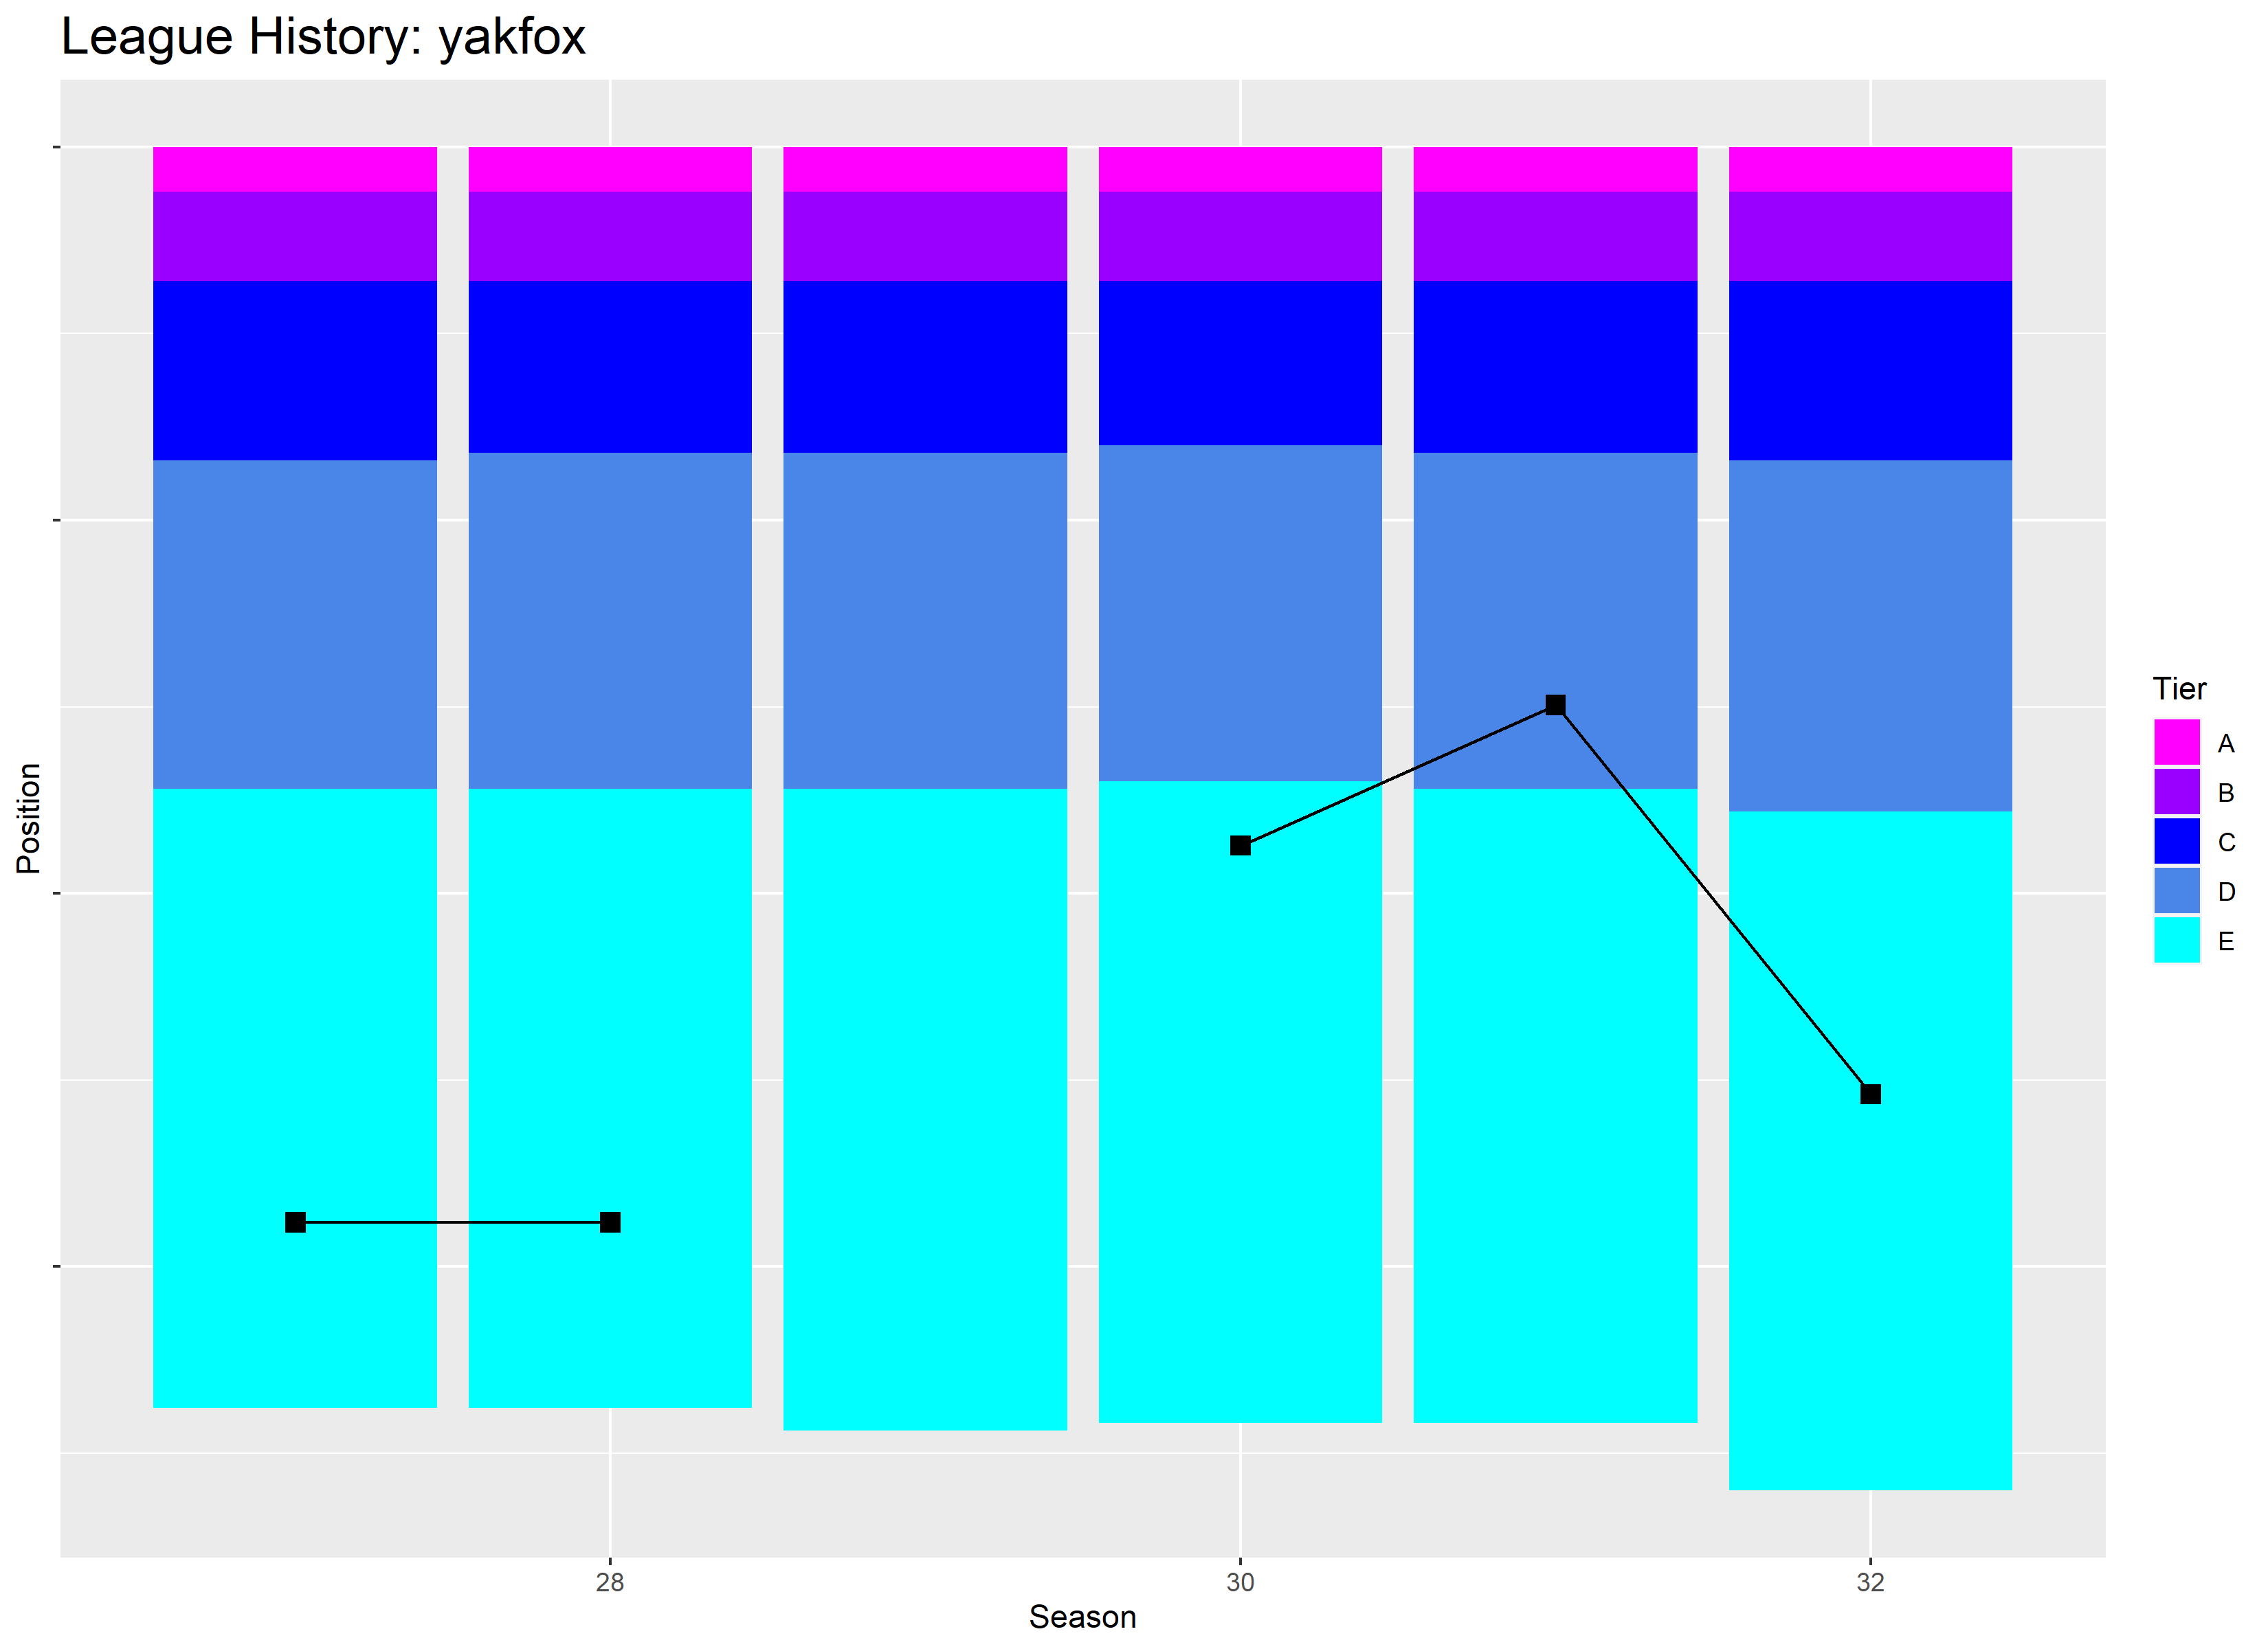 League History: yakfox
Position
Tier
A
B
C
D
E
28
30
32
Season